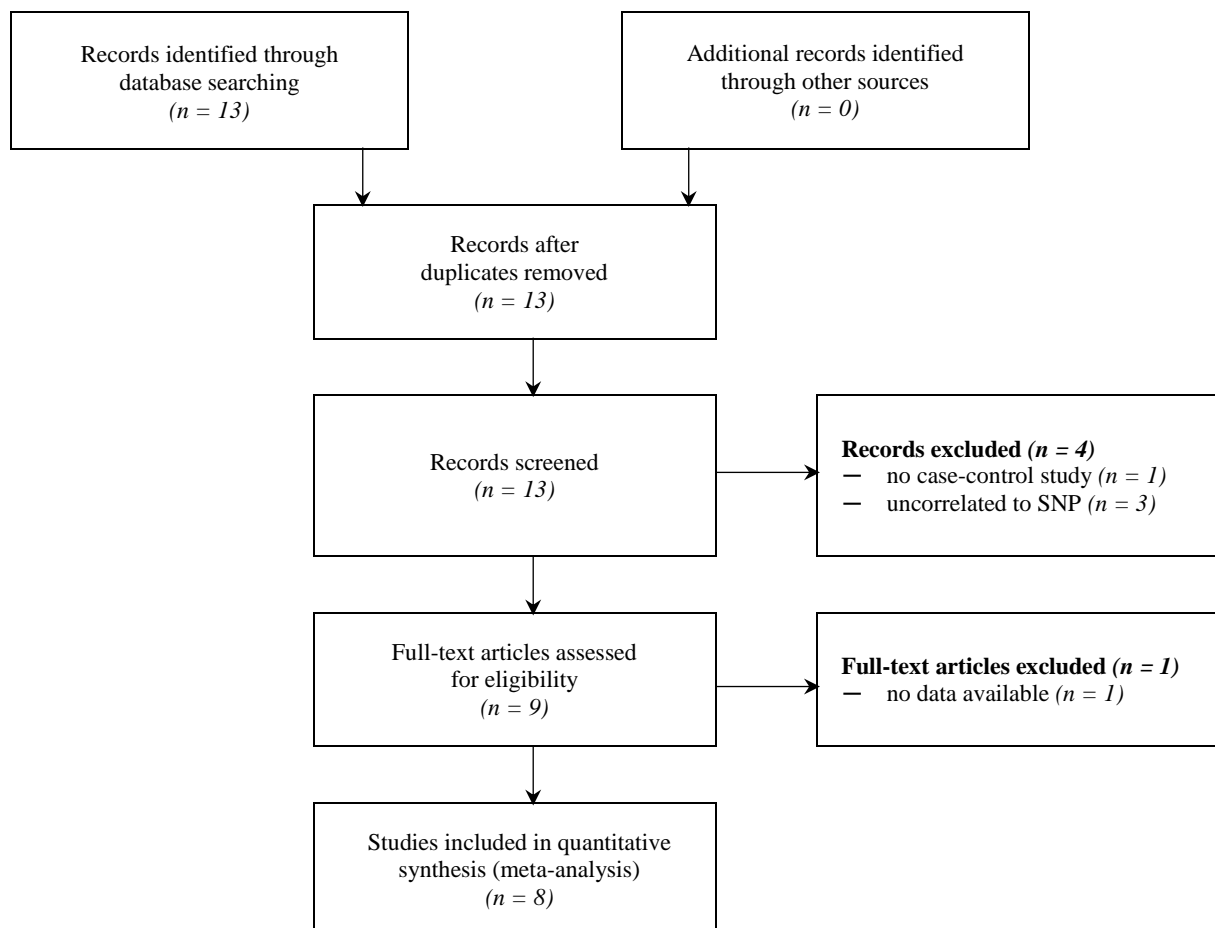 Records identified through
database searching
(n = 13)
Additional records identified
through other sources
(n = 0)
Records after
duplicates removed
(n = 13)
Records screened
(n = 13)
Records excluded (n = 4)
— no case-control study (n = 1)
— uncorrelated to SNP (n = 3)
Full-text articles assessed
for eligibility
(n = 9)
Full-text articles excluded (n = 1)
— no data available (n = 1)
Studies included in quantitative
synthesis (meta-analysis)
(n = 8)